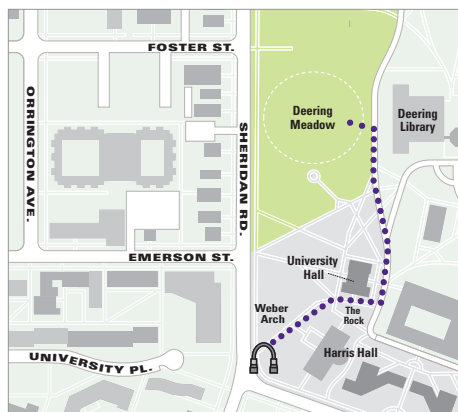 FOSTER ST.
ORRINGTON AVE.
SHERIDAN RD.
Deering
Meadow
Deering
Library
EMERSON ST.
University
Hall
Weber
Arch
The
Rock
Harris Hall
UNIVERSITY PL.